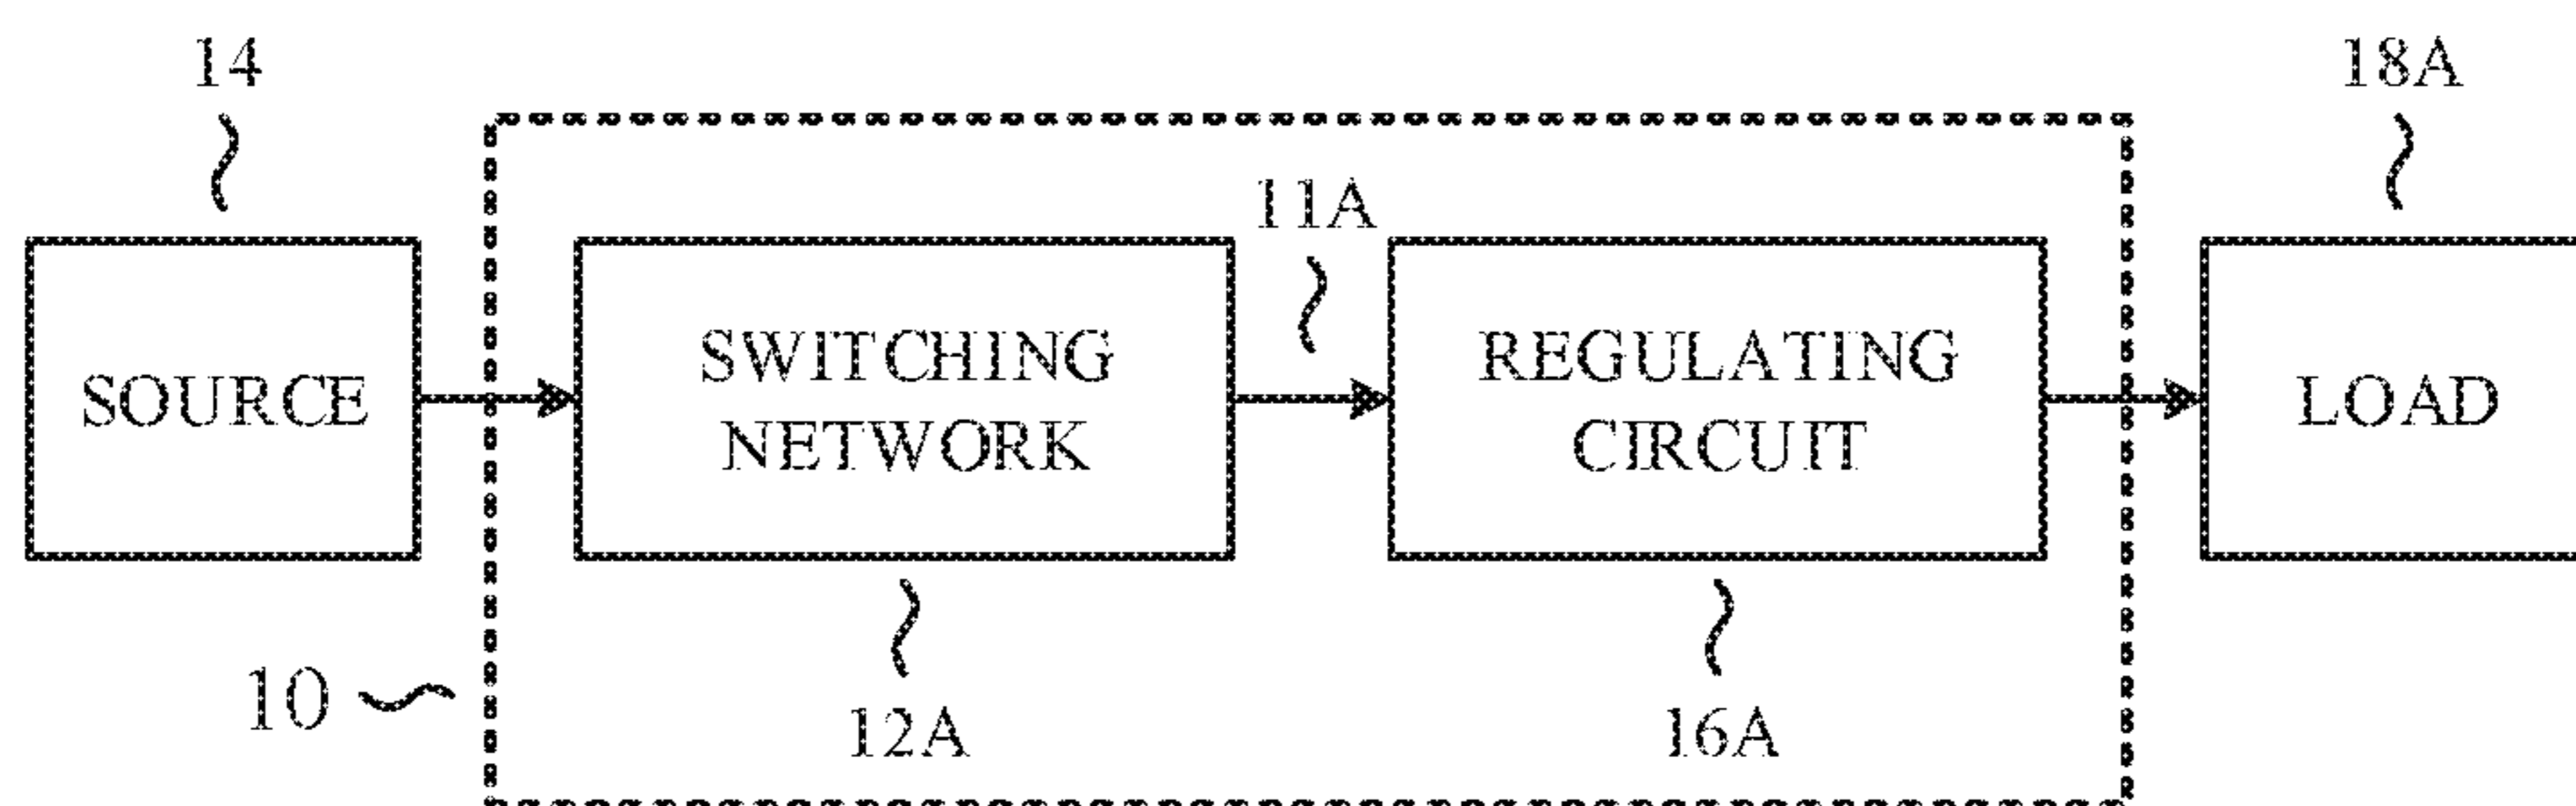 14
18A
11A
SOURCE
SWITCHING
NETWORK
REGULATING
CIRCUIT
LOAD
10
12A
16A